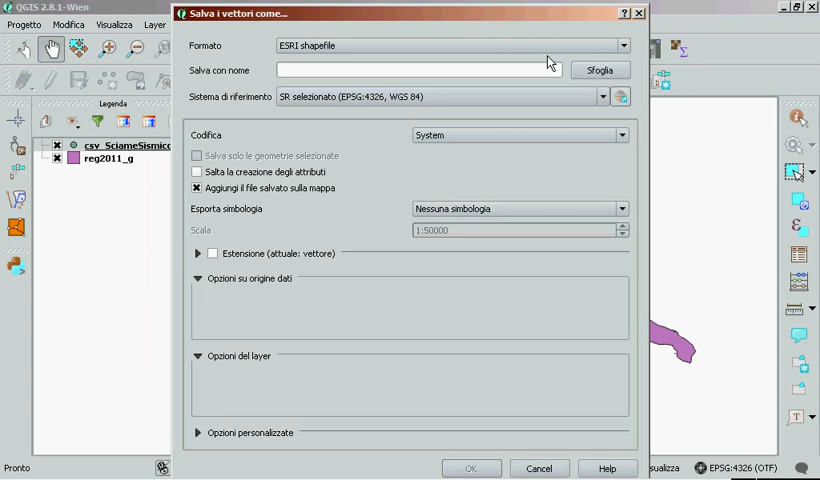 QGIS 2.8.1-Wien
Progetto Modifica Visualizza Layer
Legenda
csv_SciameSismico
reg2011_g
Salva i vettori come...
Formato ESRI shapefile
Salva con nome Sfoglia
Sistema di riferimento SR selezionato (EPSG:4326, WGS 84)
Codifica System
Salva solo le geometrie selezionate
Salta la creazione degli attributi
Aggiungi il file salvato sulla mappa
Esporta simbologia Nessuna simbologia
Scala 1:50000
Estensione (attuale: vettore)
Opzioni su origine dati
Opzioni del layer
Opzioni personalizzate
OK Cancel Help
Pronto sualizza EPSG:4326 (OTF)